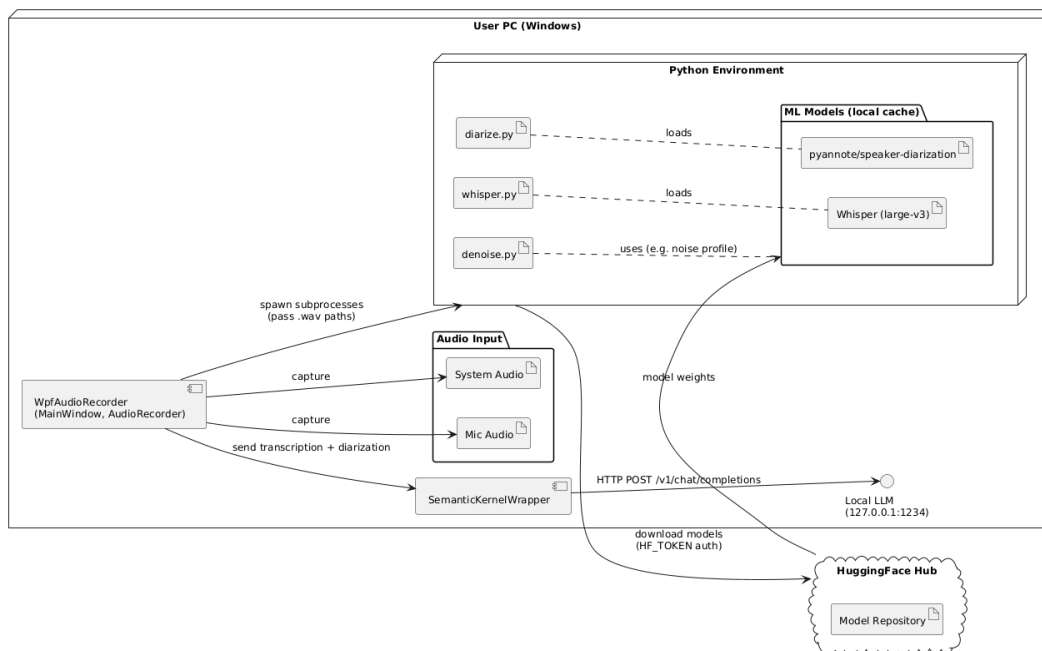 User PC (Windows)
Python Environment
ML Models (local cache)
diarize.py
loads
pyannote/speaker-diarization
whisper.py
loads
Whisper (large-v3)
denoise.py
uses (e.g. noise profile)
spawn subprocesses
(pass .wav paths)
Audio Input
System Audio
capture
model weights
WpfAudioRecorder
(MainWindow, AudioRecorder)
capture
Mic Audio
send transcription + diarization
SemanticKernelWrapper
HTTP POST /v1/chat/completions
Local LLM
(127.0.0.1:1234)
download models
(HF_TOKEN auth)
HuggingFace Hub
Model Repository